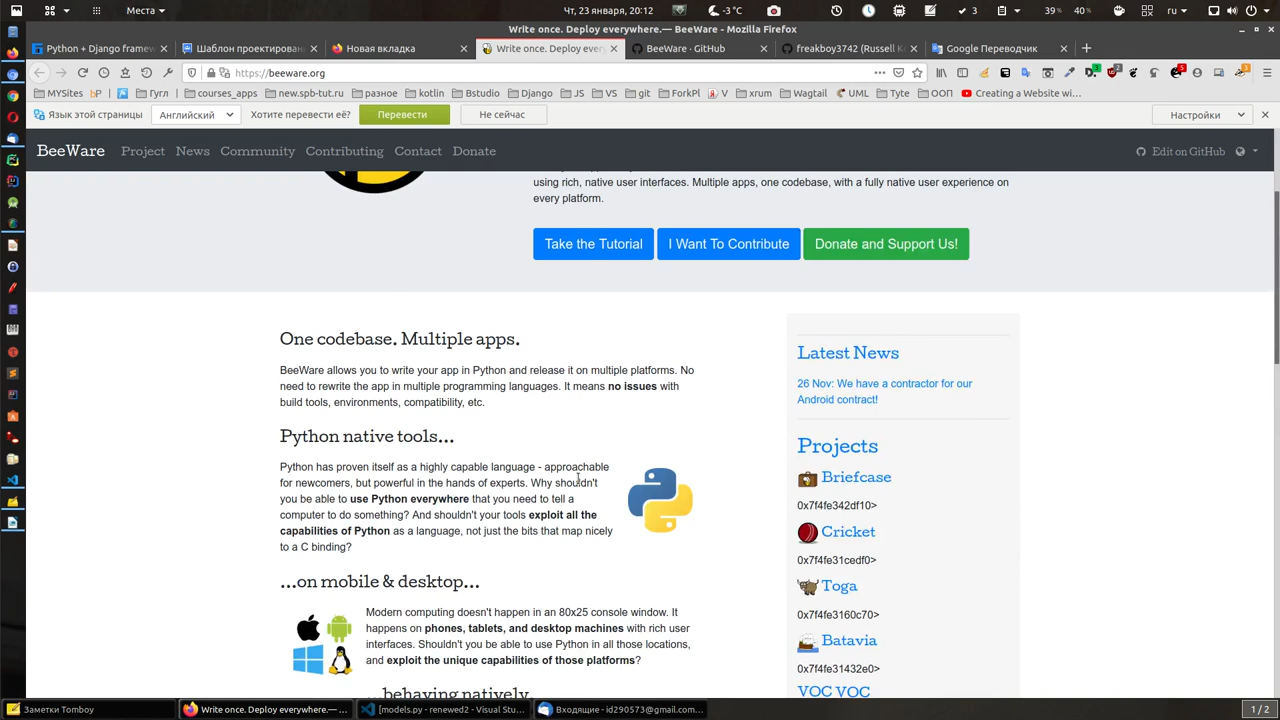 Места
Чт, 23 января, 20:12
-3 °C
3
39%
40%
ru
Write once. Deploy everywhere.— BeeWare - Mozilla Firefox
Python + Django framew
Шаблон проектирован
Новая вкладка
Write once. Deploy every
BeeWare · GitHub
freakboy3742 (Russell Ke
Google Переводчик
https://beeware.org
MYSites
bP
Гугл
courses_apps
new.spb-tut.ru
разное
kotlin
Bstudio
Django
JS
VS
git
ForkPl
V
xrum
Wagtail
UML
Tyte
ООП
Creating a Website wi
Язык этой страницы
Английский
Хотите перевести её?
Перевести
Не сейчас
Настройки
BeeWare
Project
News
Community
Contributing
Contact
Donate
Edit on GitHub
using rich, native user interfaces. Multiple apps, one codebase, with a fully native user experience on
every platform.
Take the Tutorial
I Want To Contribute
Donate and Support Us!
One codebase. Multiple apps.
BeeWare allows you to write your app in Python and release it on multiple platforms. No
need to rewrite the app in multiple programming languages. It means no issues with
build tools, environments, compatibility, etc.
Python native tools...
Python has proven itself as a highly capable language - approachable
for newcomers, but powerful in the hands of experts. Why shouldn't
you be able to use Python everywhere that you need to tell a
computer to do something? And shouldn't your tools exploit all the
capabilities of Python as a language, not just the bits that map nicely
to a C binding?
...on mobile & desktop...
Modern computing doesn't happen in an 80x25 console window. It
happens on phones, tablets, and desktop machines with rich user
interfaces. Shouldn't you be able to use Python in all those locations,
and exploit the unique capabilities of those platforms?
...behaving natively.
Latest News
26 Nov: We have a contractor for our
Android contract!
Projects
Briefcase
0x7f4fe342df10>
Cricket
0x7f4fe31cedf0>
Toga
0x7f4fe3160c70>
Batavia
0x7f4fe31432e0>
VOC VOC
Заметки Tomboy
Write once. Deploy everywhere.— ...
[models.py - renewed2 - Visual Stu...
Входящие - id290573@gmail.com...
1 / 2